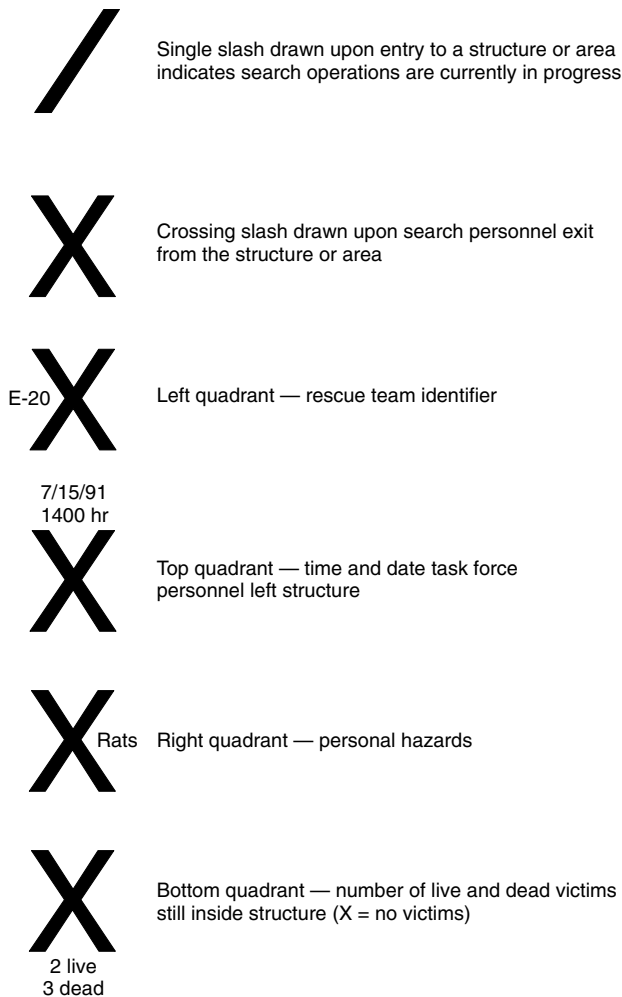 Single slash drawn upon entry to a structure or area
indicates search operations are currently in progress
Crossing slash drawn upon search personnel exit
from the structure or area
E-20
Left quadrant — rescue team identifier
7/15/91
1400 hr
Top quadrant — time and date task force
personnel left structure
Rats
Right quadrant — personal hazards
Bottom quadrant — number of live and dead victims
still inside structure (X = no victims)
2 live
3 dead